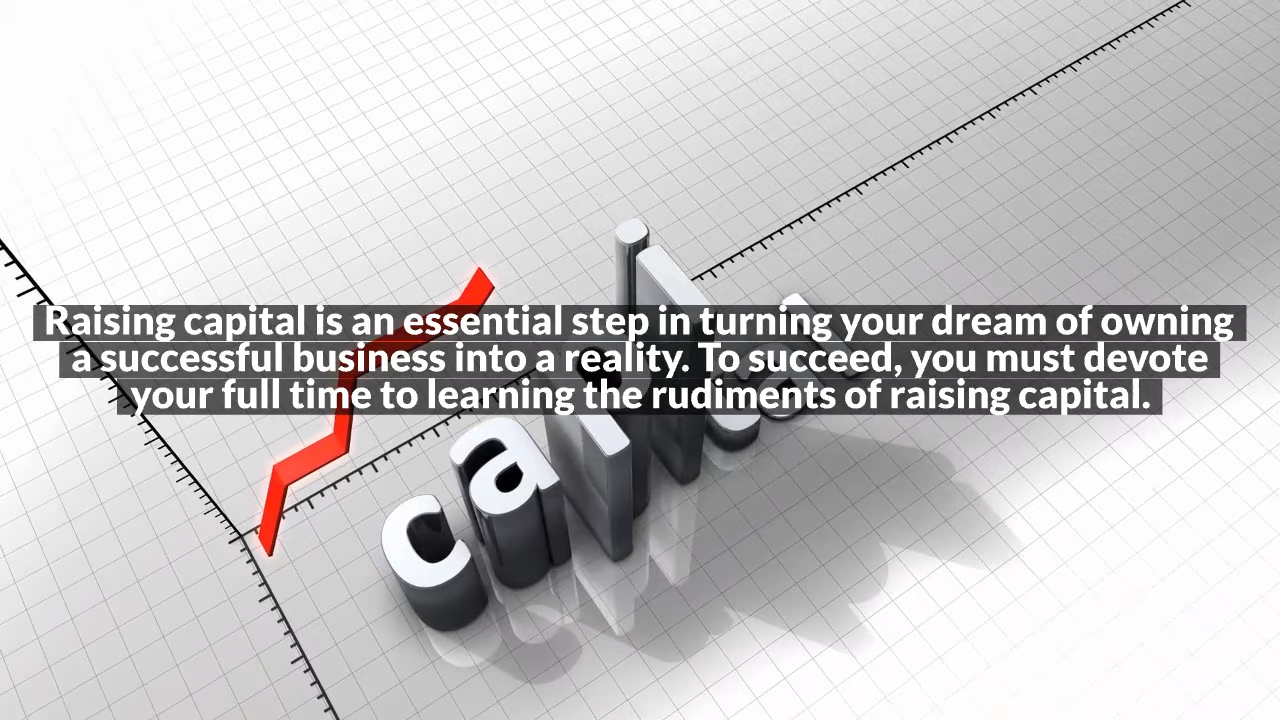 Raising capital is an essential step in turning your dream of owning
a successful business into a reality. To succeed, you must devote
your full time to learning the rudiments of raising capital.
capital